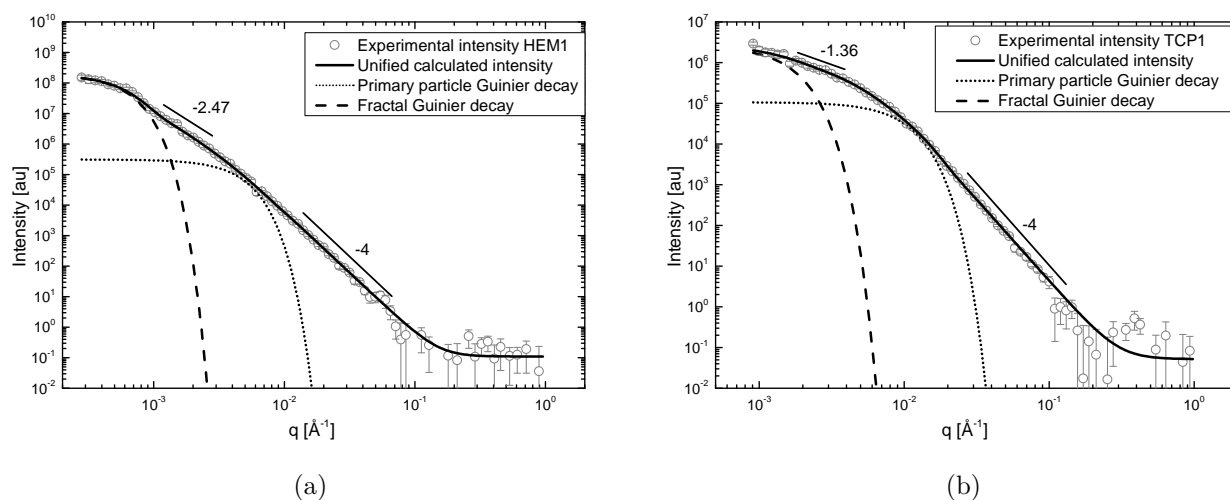 10^10
10^9
10^8
10^7
10^6
10^5
10^4
10^3
10^2
10^1
10^0
10^-1
10^-2
Intensity [au]
Experimental intensity HEM1
Unified calculated intensity
Primary particle Guinier decay
Fractal Guinier decay
-2.47
-4
10^-3 10^-2 10^-1 10^0
q [Å^-1]
(a)
10^7
10^6
10^5
10^4
10^3
10^2
10^1
10^0
10^-1
10^-2
Intensity [au]
Experimental intensity TCP1
Unified calculated intensity
Primary particle Guinier decay
Fractal Guinier decay
-1.36
-4
10^-3 10^-2 10^-1 10^0
q [Å^-1]
(b)